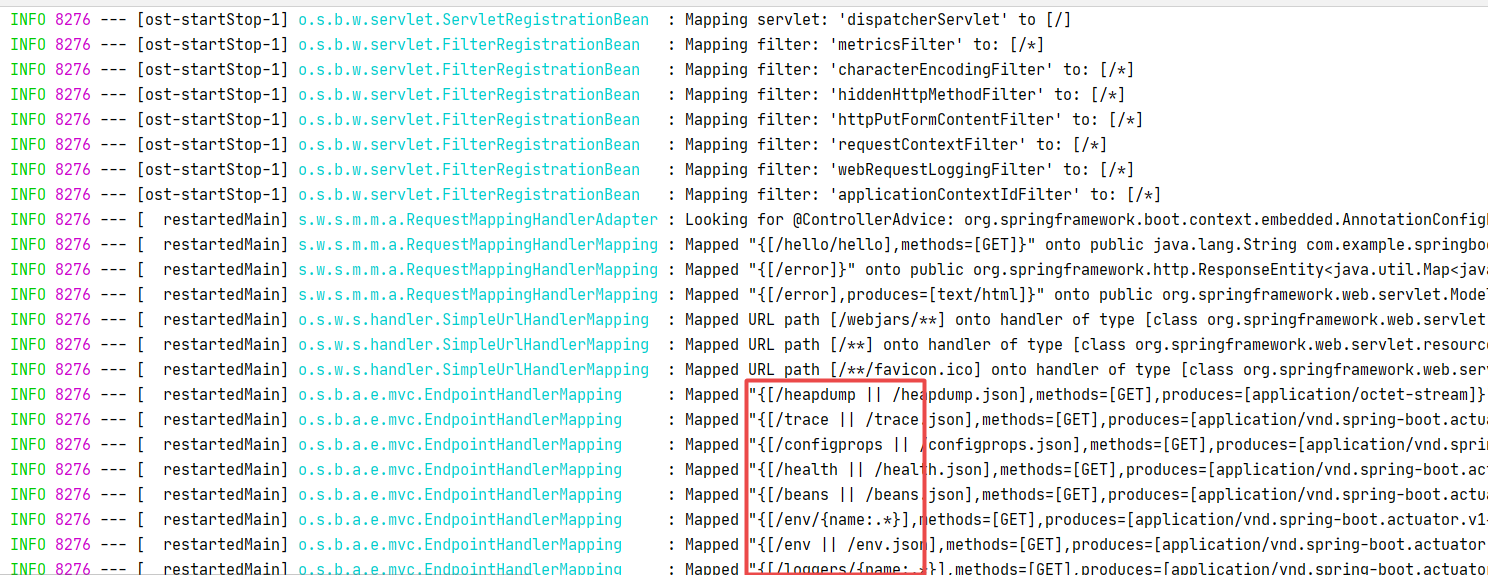 INFO 8276 --- [ost-startStop-1] o.s.b.w.servlet.ServletRegistrationBean : Mapping servlet: 'dispatcherServlet' to [/]
INFO 8276 --- [ost-startStop-1] o.s.b.w.servlet.FilterRegistrationBean : Mapping filter: 'metricsFilter' to: [/*]
INFO 8276 --- [ost-startStop-1] o.s.b.w.servlet.FilterRegistrationBean : Mapping filter: 'characterEncodingFilter' to: [/*]
INFO 8276 --- [ost-startStop-1] o.s.b.w.servlet.FilterRegistrationBean : Mapping filter: 'hiddenHttpMethodFilter' to: [/*]
INFO 8276 --- [ost-startStop-1] o.s.b.w.servlet.FilterRegistrationBean : Mapping filter: 'httpPutFormContentFilter' to: [/*]
INFO 8276 --- [ost-startStop-1] o.s.b.w.servlet.FilterRegistrationBean : Mapping filter: 'requestContextFilter' to: [/*]
INFO 8276 --- [ost-startStop-1] o.s.b.w.servlet.FilterRegistrationBean : Mapping filter: 'webRequestLoggingFilter' to: [/*]
INFO 8276 --- [ost-startStop-1] o.s.b.w.servlet.FilterRegistrationBean : Mapping filter: 'applicationContextIdFilter' to: [/*]
INFO 8276 --- [ restartedMain] s.w.s.m.m.a.RequestMappingHandlerAdapter : Looking for @ControllerAdvice: org.springframework.boot.context.embedded.AnnotationConfig
INFO 8276 --- [ restartedMain] s.w.s.m.m.a.RequestMappingHandlerMapping : Mapped "{[/hello/hello],methods=[GET]}" onto public java.lang.String com.example.springboo
INFO 8276 --- [ restartedMain] s.w.s.m.m.a.RequestMappingHandlerMapping : Mapped "{[/error]}" onto public org.springframework.http.ResponseEntity<java.util.Map<java
INFO 8276 --- [ restartedMain] s.w.s.m.m.a.RequestMappingHandlerMapping : Mapped "{[/error],produces=[text/html]}" onto public org.springframework.web.servlet.Mode
INFO 8276 --- [ restartedMain] o.s.w.s.handler.SimpleUrlHandlerMapping : Mapped URL path [/webjars/**] onto handler of type [class org.springframework.web.servlet
INFO 8276 --- [ restartedMain] o.s.w.s.handler.SimpleUrlHandlerMapping : Mapped URL path [/**] onto handler of type [class org.springframework.web.servlet.resourc
INFO 8276 --- [ restartedMain] o.s.w.s.handler.SimpleUrlHandlerMapping : Mapped URL path [/**/favicon.ico] onto handler of type [class org.springframework.web.serv
INFO 8276 --- [ restartedMain] o.s.b.a.e.mvc.EndpointHandlerMapping : Mapped "{[/heapdump || /heapdump.json],methods=[GET],produces=[application/octet-stream]}
INFO 8276 --- [ restartedMain] o.s.b.a.e.mvc.EndpointHandlerMapping : Mapped "{[/trace || /trace.json],methods=[GET],produces=[application/vnd.spring-boot.actua
INFO 8276 --- [ restartedMain] o.s.b.a.e.mvc.EndpointHandlerMapping : Mapped "{[/configprops || /configprops.json],methods=[GET],produces=[application/vnd.sprin
INFO 8276 --- [ restartedMain] o.s.b.a.e.mvc.EndpointHandlerMapping : Mapped "{[/health || /health.json],methods=[GET],produces=[application/vnd.spring-boot.act
INFO 8276 --- [ restartedMain] o.s.b.a.e.mvc.EndpointHandlerMapping : Mapped "{[/beans || /beans.json],methods=[GET],produces=[application/vnd.spring-boot.actua
INFO 8276 --- [ restartedMain] o.s.b.a.e.mvc.EndpointHandlerMapping : Mapped "{[/env/{name:.*}],methods=[GET],produces=[application/vnd.spring-boot.actuator.v1
INFO 8276 --- [ restartedMain] o.s.b.a.e.mvc.EndpointHandlerMapping : Mapped "{[/env || /env.json],methods=[GET],produces=[application/vnd.spring-boot.actuator
INFO 8276 --- [ restartedMain] o.s.b.a.e.mvc.EndpointHandlerMapping : Mapped "{[/loggers/{name:.*}],methods=[GET],produces=[application/vnd.spring-boot.actua